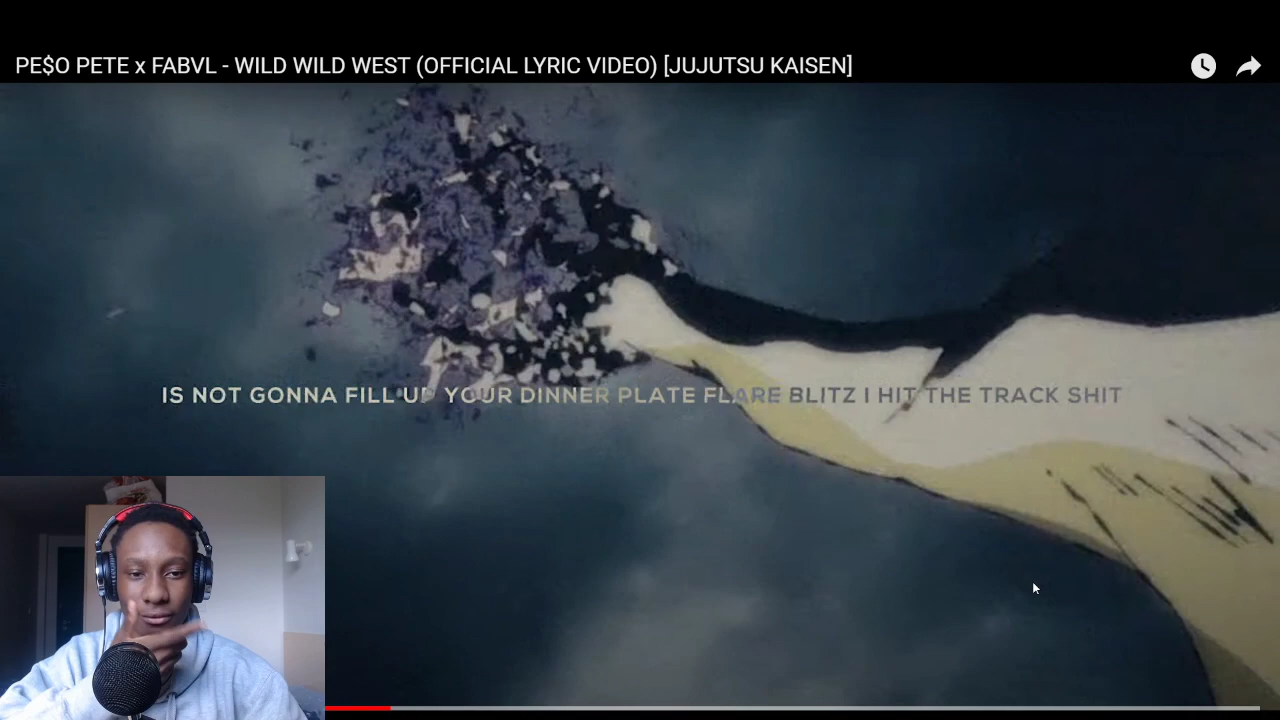 PE$O PETE x FABVL - WILD WILD WEST (OFFICIAL LYRIC VIDEO) [JUJUTSU KAISEN]
IS NOT GONNA FILL UP YOUR DINNER PLATE FLARE BLITZ I HIT THE TRACK SHIT